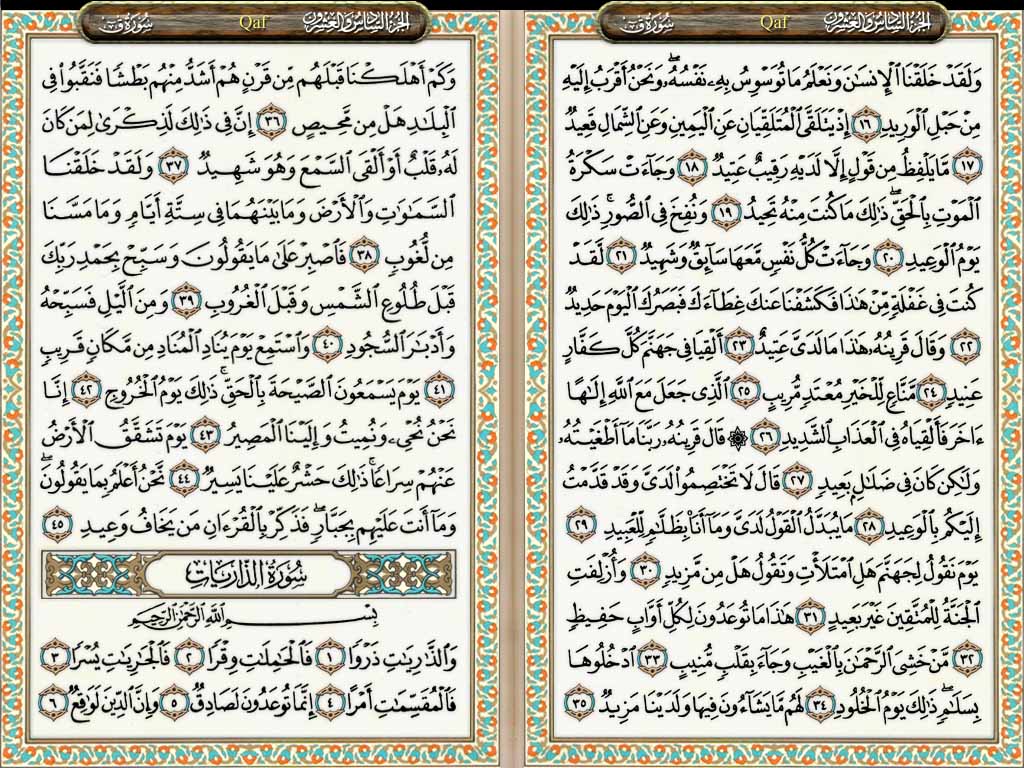 سورة ق Qaf الجزء السادس والعشرون
وَلَقَدْ خَلَقْنَا ٱلْإِنسَٰنَ وَنَعْلَمُ مَا تُوَسْوِسُ بِهِۦ نَفْسُهُۥ ۖ وَنَحْنُ أَقْرَبُ إِلَيْهِ
مِنْ حَبْلِ ٱلْوَرِيدِ ١٦ إِذْ يَتَلَقَّى ٱلْمُتَلَقِّيَانِ عَنِ ٱلْيَمِينِ وَعَنِ ٱلشِّمَالِ قَعِيدٌ
١٧ مَّا يَلْفِظُ مِن قَوْلٍ إِلَّا لَدَيْهِ رَقِيبٌ عَتِيدٌ ١٨ وَجَآءَتْ سَكْرَةُ
ٱلْمَوْتِ بِٱلْحَقِّ ۖ ذَٰلِكَ مَا كُنتَ مِنْهُ تَحِيدُ ١٩ وَنُفِخَ فِى ٱلصُّورِ ۚ ذَٰلِكَ
يَوْمُ ٱلْوَعِيدِ ٢٠ وَجَآءَتْ كُلُّ نَفْسٍ مَّعَهَا سَآئِقٌ وَشَهِيدٌ ٢١ لَّقَدْ
كُنتَ فِى غَفْلَةٍ مِّنْ هَٰذَا فَكَشَفْنَا عَنكَ غِطَآءَكَ فَبَصَرُكَ ٱلْيَوْمَ حَدِيدٌ
٢٢ وَقَالَ قَرِينُهُۥ هَٰذَا مَا لَدَىَّ عَتِيدٌ ٢٣ أَلْقِيَا فِى جَهَنَّمَ كُلَّ كَفَّارٍ
عَنِيدٍ ٢٤ مَّنَّاعٍ لِّلْخَيْرِ مُعْتَدٍ مُّرِيبٍ ٢٥ ٱلَّذِى جَعَلَ مَعَ ٱللَّهِ إِلَٰهًا
ءَاخَرَ فَأَلْقِيَاهُ فِى ٱلْعَذَابِ ٱلشَّدِيدِ ٢٦ ۞ قَالَ قَرِينُهُۥ رَبَّنَا مَآ أَطْغَيْتُهُۥ
وَلَٰكِن كَانَ فِى ضَلَٰلٍۭ بَعِيدٍ ٢٧ قَالَ لَا تَخْتَصِمُوا۟ لَدَىَّ وَقَدْ قَدَّمْتُ
إِلَيْكُم بِٱلْوَعِيدِ ٢٨ مَا يُبَدَّلُ ٱلْقَوْلُ لَدَىَّ وَمَآ أَنَا۠ بِظَلَّٰمٍ لِّلْعَبِيدِ ٢٩
يَوْمَ نَقُولُ لِجَهَنَّمَ هَلِ ٱمْتَلَأْتِ وَتَقُولُ هَلْ مِن مَّزِيدٍ ٣٠ وَأُزْلِفَتِ
ٱلْجَنَّةُ لِلْمُتَّقِينَ غَيْرَ بَعِيدٍ ٣١ هَٰذَا مَا تُوعَدُونَ لِكُلِّ أَوَّابٍ حَفِيظٍ
٣٢ مَّنْ خَشِىَ ٱلرَّحْمَٰنَ بِٱلْغَيْبِ وَجَآءَ بِقَلْبٍ مُّنِيبٍ ٣٣ ٱدْخُلُوهَا
بِسَلَٰمٍ ۖ ذَٰلِكَ يَوْمُ ٱلْخُلُودِ ٣٤ لَهُم مَّا يَشَآءُونَ فِيهَا وَلَدَيْنَا مَزِيدٌ ٣٥
سورة ق Qaf الجزء السادس والعشرون
وَكَمْ أَهْلَكْنَا قَبْلَهُم مِّن قَرْنٍ هُمْ أَشَدُّ مِنْهُم بَطْشًا فَنَقَّبُوا۟ فِى
ٱلْبِلَٰدِ هَلْ مِن مَّحِيصٍ ٣٦ إِنَّ فِى ذَٰلِكَ لَذِكْرَىٰ لِمَن كَانَ
لَهُۥ قَلْبٌ أَوْ أَلْقَى ٱلسَّمْعَ وَهُوَ شَهِيدٌ ٣٧ وَلَقَدْ خَلَقْنَا
ٱلسَّمَٰوَٰتِ وَٱلْأَرْضَ وَمَا بَيْنَهُمَا فِى سِتَّةِ أَيَّامٍ وَمَا مَسَّنَا
مِن لُّغُوبٍ ٣٨ فَٱصْبِرْ عَلَىٰ مَا يَقُولُونَ وَسَبِّحْ بِحَمْدِ رَبِّكَ
قَبْلَ طُلُوعِ ٱلشَّمْسِ وَقَبْلَ ٱلْغُرُوبِ ٣٩ وَمِنَ ٱلَّيْلِ فَسَبِّحْهُ
وَأَدْبَٰرَ ٱلسُّجُودِ ٤٠ وَٱسْتَمِعْ يَوْمَ يُنَادِ ٱلْمُنَادِ مِن مَّكَانٍ قَرِيبٍ
٤١ يَوْمَ يَسْمَعُونَ ٱلصَّيْحَةَ بِٱلْحَقِّ ۚ ذَٰلِكَ يَوْمُ ٱلْخُرُوجِ ٤٢ إِنَّا
نَحْنُ نُحْىِۦ وَنُمِيتُ وَإِلَيْنَا ٱلْمَصِيرُ ٤٣ يَوْمَ تَشَقَّقُ ٱلْأَرْضُ
عَنْهُمْ سِرَاعًا ۚ ذَٰلِكَ حَشْرٌ عَلَيْنَا يَسِيرٌ ٤٤ نَّحْنُ أَعْلَمُ بِمَا يَقُولُونَ ۖ
وَمَآ أَنتَ عَلَيْهِم بِجَبَّارٍ ۖ فَذَكِّرْ بِٱلْقُرْءَانِ مَن يَخَافُ وَعِيدِ ٤٥
سُورَةُ الذَّارِيَاتِ
بِسْمِ ٱللَّهِ ٱلرَّحْمَٰنِ ٱلرَّحِيمِ
وَٱلذَّٰرِيَٰتِ ذَرْوًا ١ فَٱلْحَٰمِلَٰتِ وِقْرًا ٢ فَٱلْجَٰرِيَٰتِ يُسْرًا ٣
فَٱلْمُقَسِّمَٰتِ أَمْرًا ٤ إِنَّمَا تُوعَدُونَ لَصَادِقٌ ٥ وَإِنَّ ٱلدِّينَ لَوَٰقِعٌ ٦